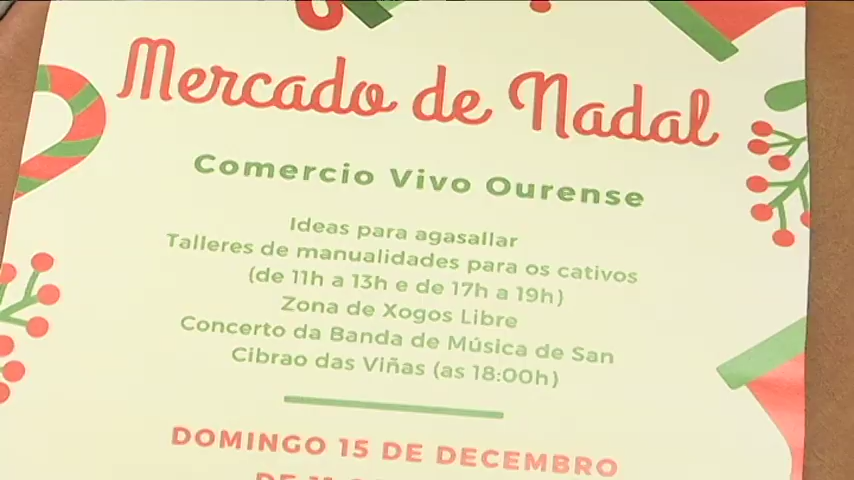 Mercado de Nadal
Comercio Vivo Ourense
Ideas para agasallar
Talleres de manualidades para os cativos
(de 11h a 13h e de 17h a 19h)
Zona de Xogos Libre
Concerto da Banda de Música de San
Cibrao das Viñas (as 18:00h)
DOMINGO 15 DE DECEMBRO